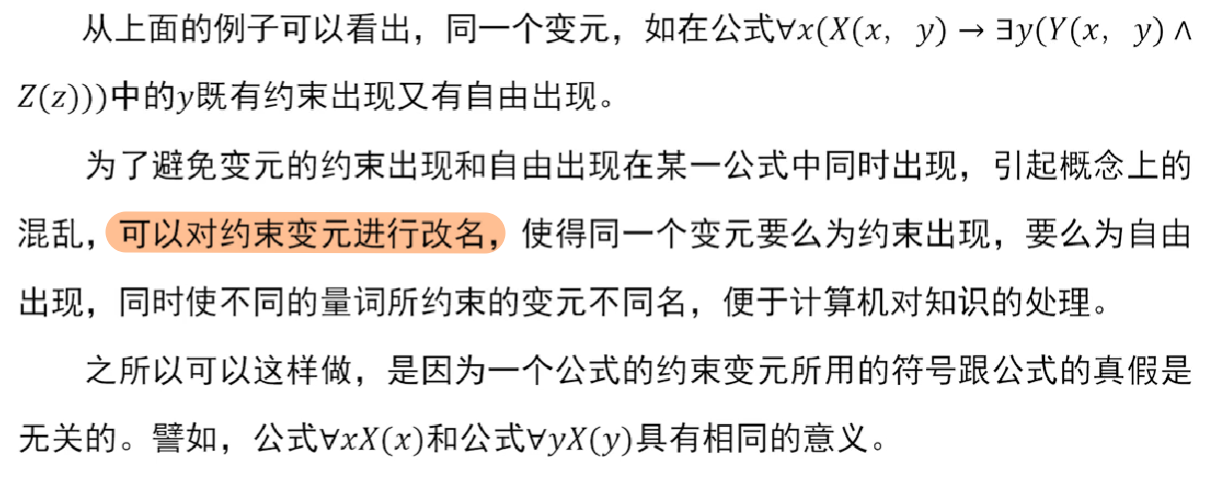 从上面的例子可以看出，同一个变元，如在公式∀x(X(x，y) → ∃y(Y(x，y) ∧
Z(z)))中的y既有约束出现又有自由出现。
为了避免变元的约束出现和自由出现在某一公式中同时出现，引起概念上的
混乱，可以对约束变元进行改名，使得同一个变元要么为约束出现，要么为自由
出现，同时使不同的量词所约束的变元不同名，便于计算机对知识的处理。
之所以可以这样做，是因为一个公式的约束变元所用的符号跟公式的真假是
无关的。譬如，公式∀xX(x)和公式∀yX(y)具有相同的意义。